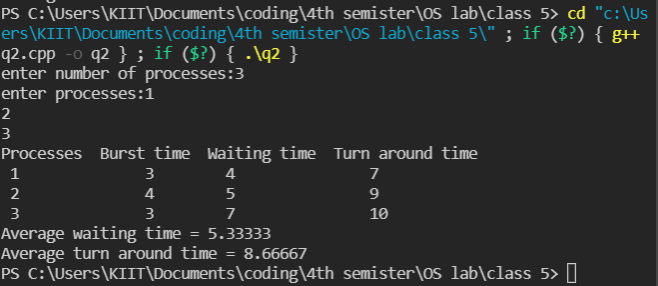 PS C:\Users\KIIT\Documents\coding\4th semister\OS lab\class 5> cd "c:\Us
ers\KIIT\Documents\coding\4th semister\OS lab\class 5\" ; if ($?) { g++ 
q2.cpp -o q2 } ; if ($?) { .\q2 }
enter number of processes:3
enter processes:1
2
3
Processes  Burst time  Waiting time  Turn around time
1 3 4 7
2 4 5 9
3 3 7 10
Average waiting time = 5.33333
Average turn around time = 8.66667
PS C:\Users\KIIT\Documents\coding\4th semister\OS lab\class 5>